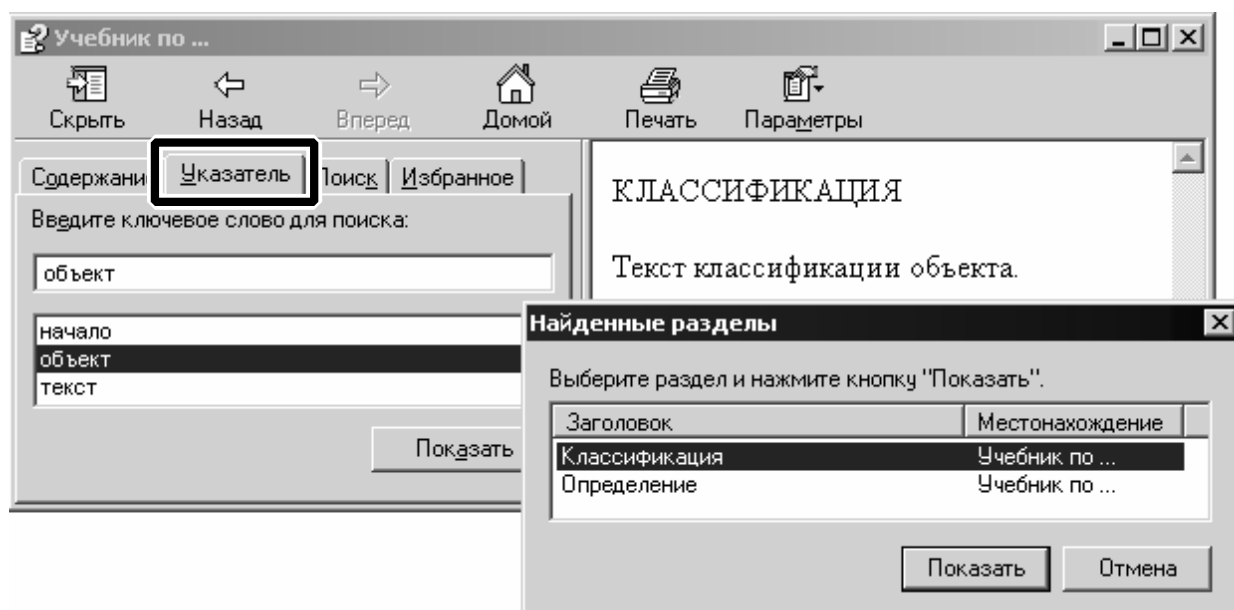 Учебник по ...
Скрыть Назад Вперед Домой Печать Параметры
Содержани Указатель Поиск Избранное
Введите ключевое слово для поиска:
объект
начало
объект
текст
Показать
КЛАССИФИКАЦИЯ
Текст классификации объекта.
Найденные разделы
Выберите раздел и нажмите кнопку "Показать".
Заголовок Местонахождение
Классификация Учебник по ...
Определение Учебник по ...
Показать Отмена